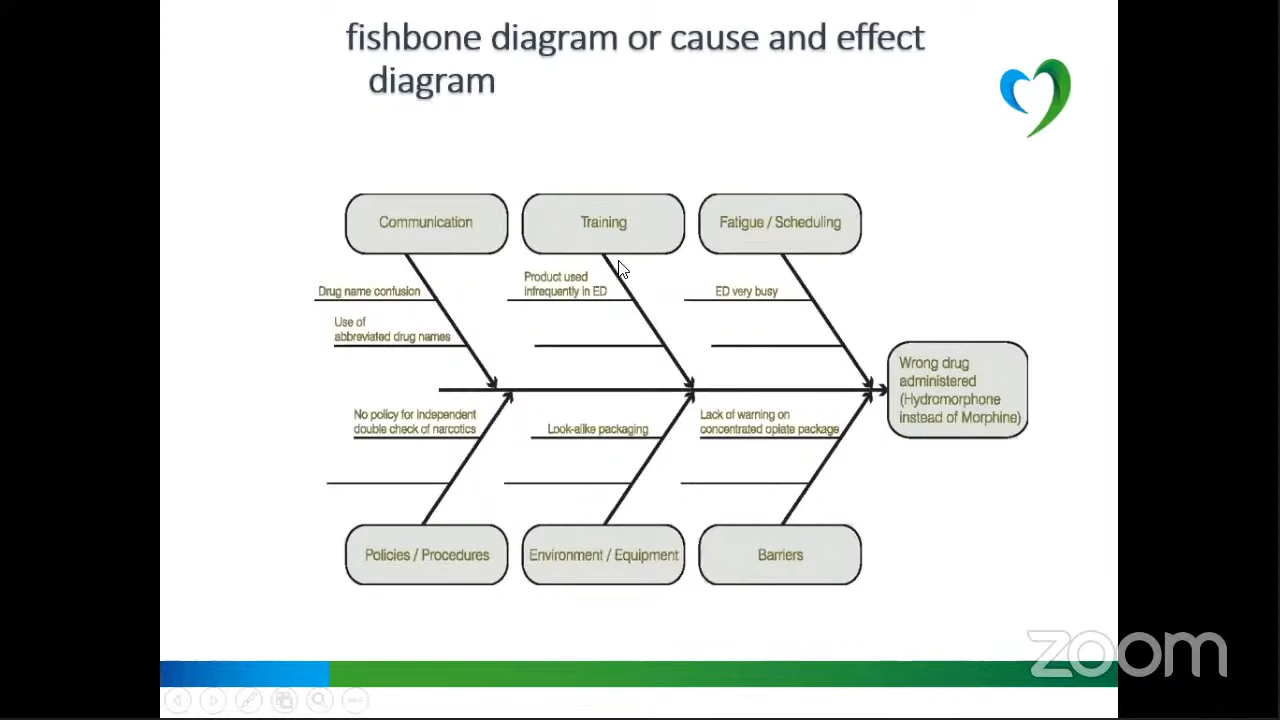 fishbone diagram or cause and effect
diagram
Communication
Training
Fatigue / Scheduling
Drug name confusion
Use of
abbreviated drug names
Product used
infrequently in ED
ED very busy
Wrong drug
administered
(Hydromorphone
instead of Morphine)
No policy for independent
double check of narcotics
Look-alike packaging
Lack of warning on
concentrated opiate package
Policies / Procedures
Environment / Equipment
Barriers
zoom